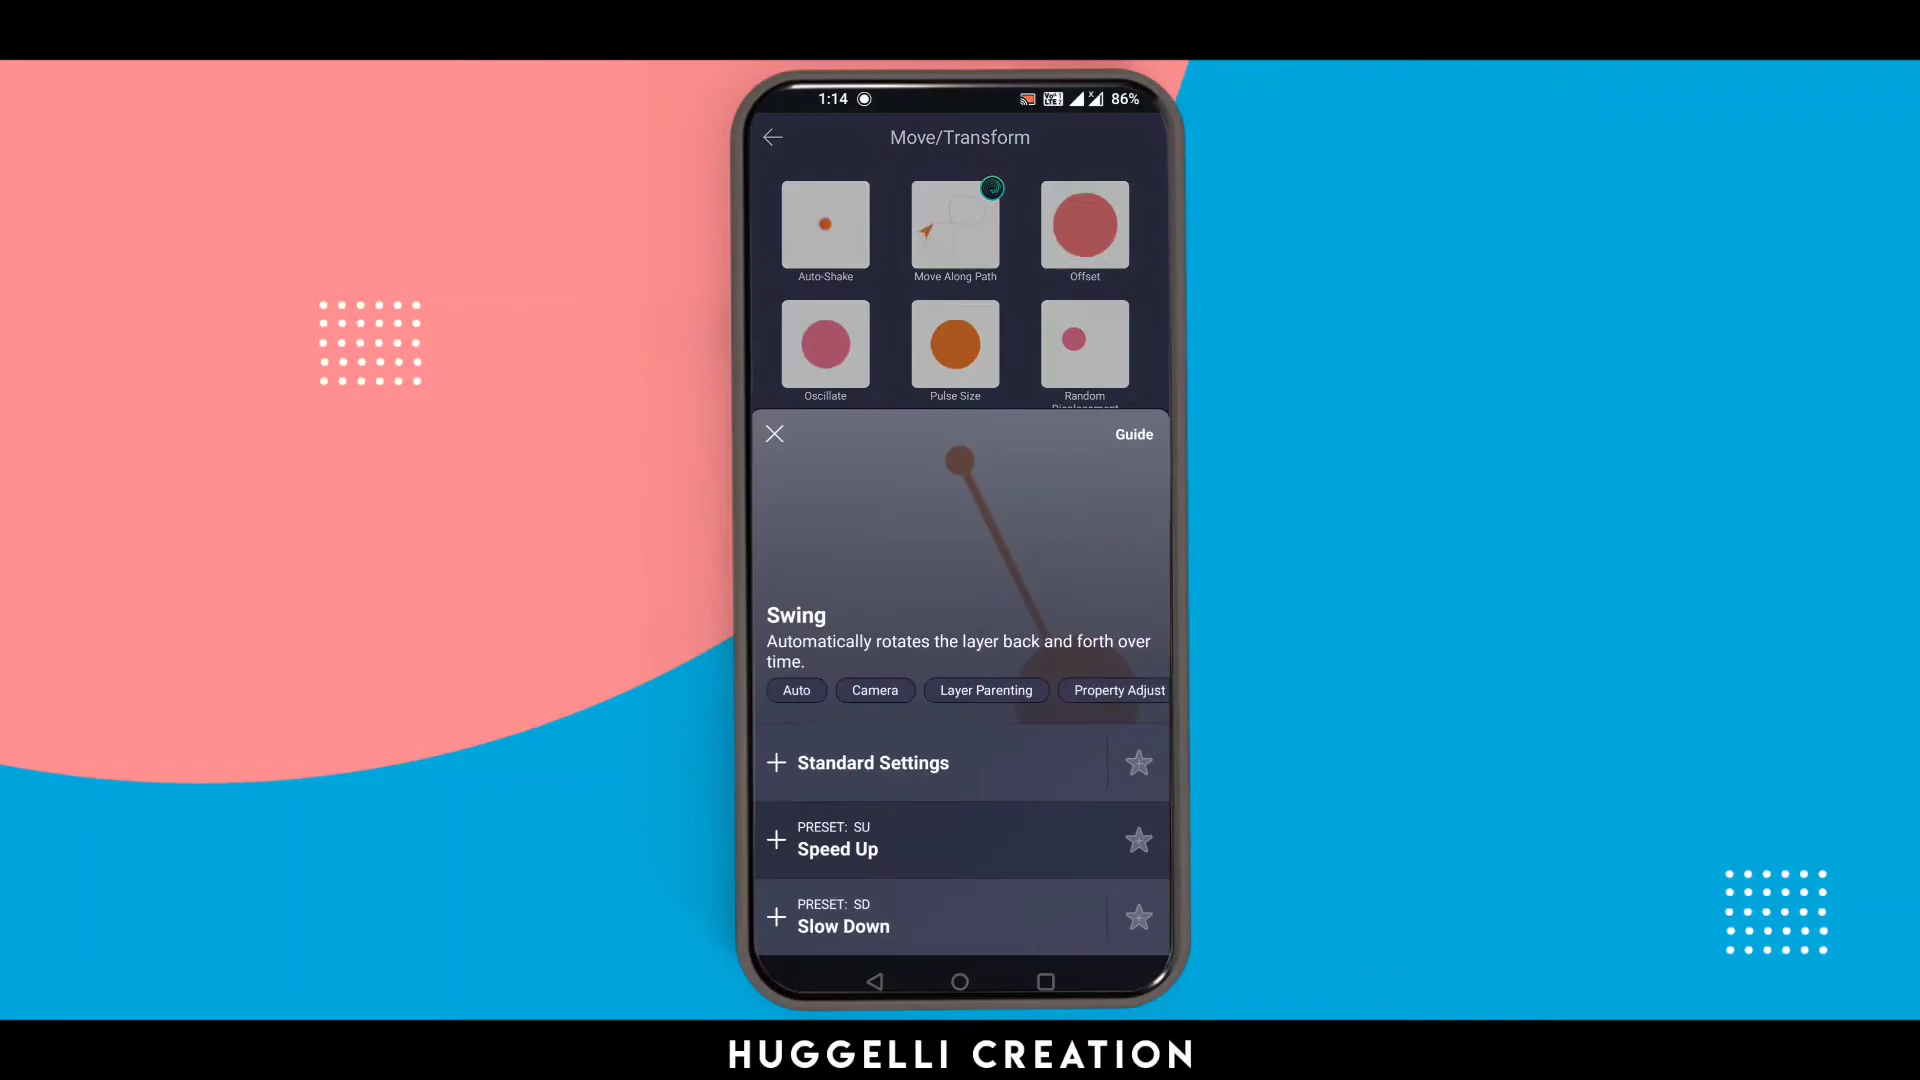 1:14
86%
Move/Transform
Auto-Shake
Move Along Path
Offset
Oscillate
Pulse Size
Random
Guide
Swing
Automatically rotates the layer back and forth over
time.
Auto
Camera
Layer Parenting
Property Adjust
Standard Settings
PRESET: SU
Speed Up
PRESET: SD
Slow Down
HUGGELLI CREATION